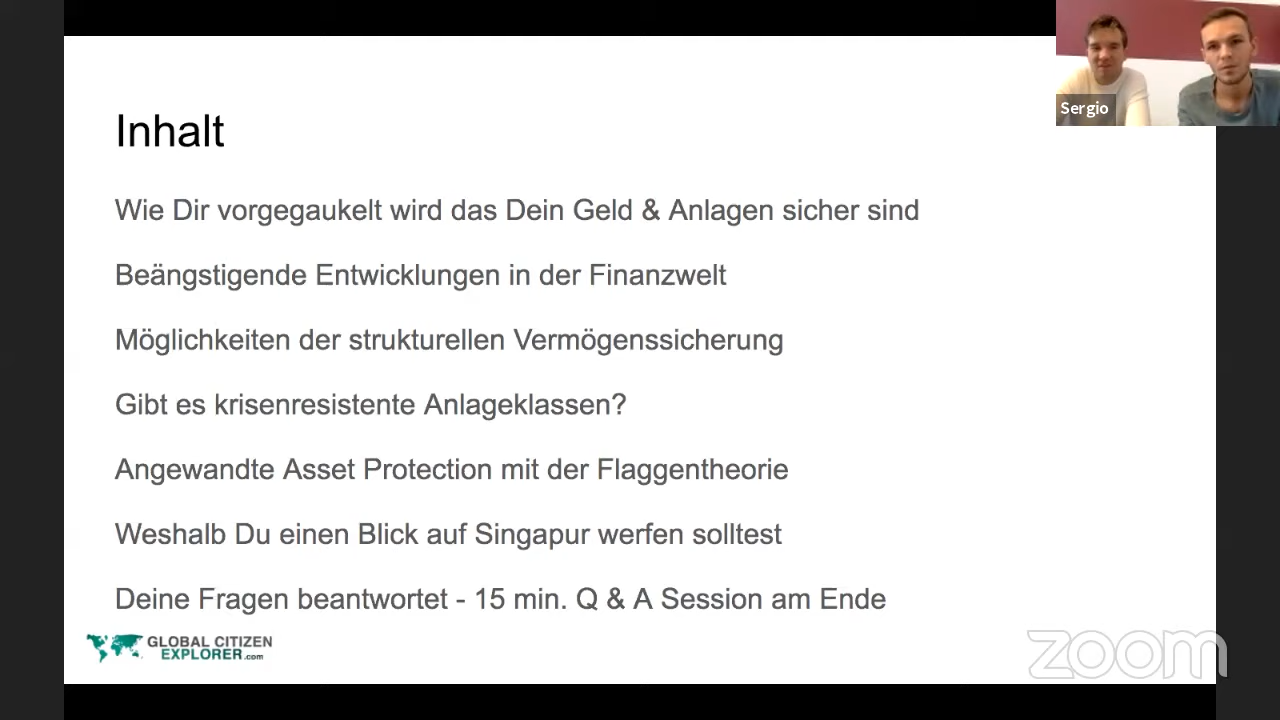 Sergio
Inhalt
Wie Dir vorgegaukelt wird das Dein Geld & Anlagen sicher sind
Beängstigende Entwicklungen in der Finanzwelt
Möglichkeiten der strukturellen Vermögenssicherung
Gibt es krisenresistente Anlageklassen?
Angewandte Asset Protection mit der Flaggentheorie
Weshalb Du einen Blick auf Singapur werfen solltest
Deine Fragen beantwortet - 15 min. Q & A Session am Ende
GLOBAL CITIZEN
EXPLORER.com
zoom